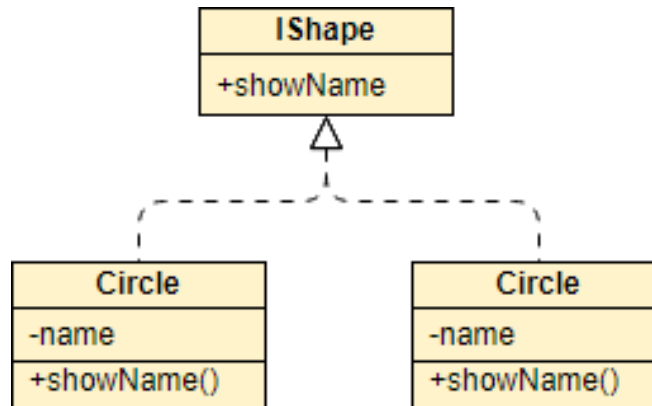 IShape
+showName
Circle
-name
+showName()
Circle
-name
+showName()